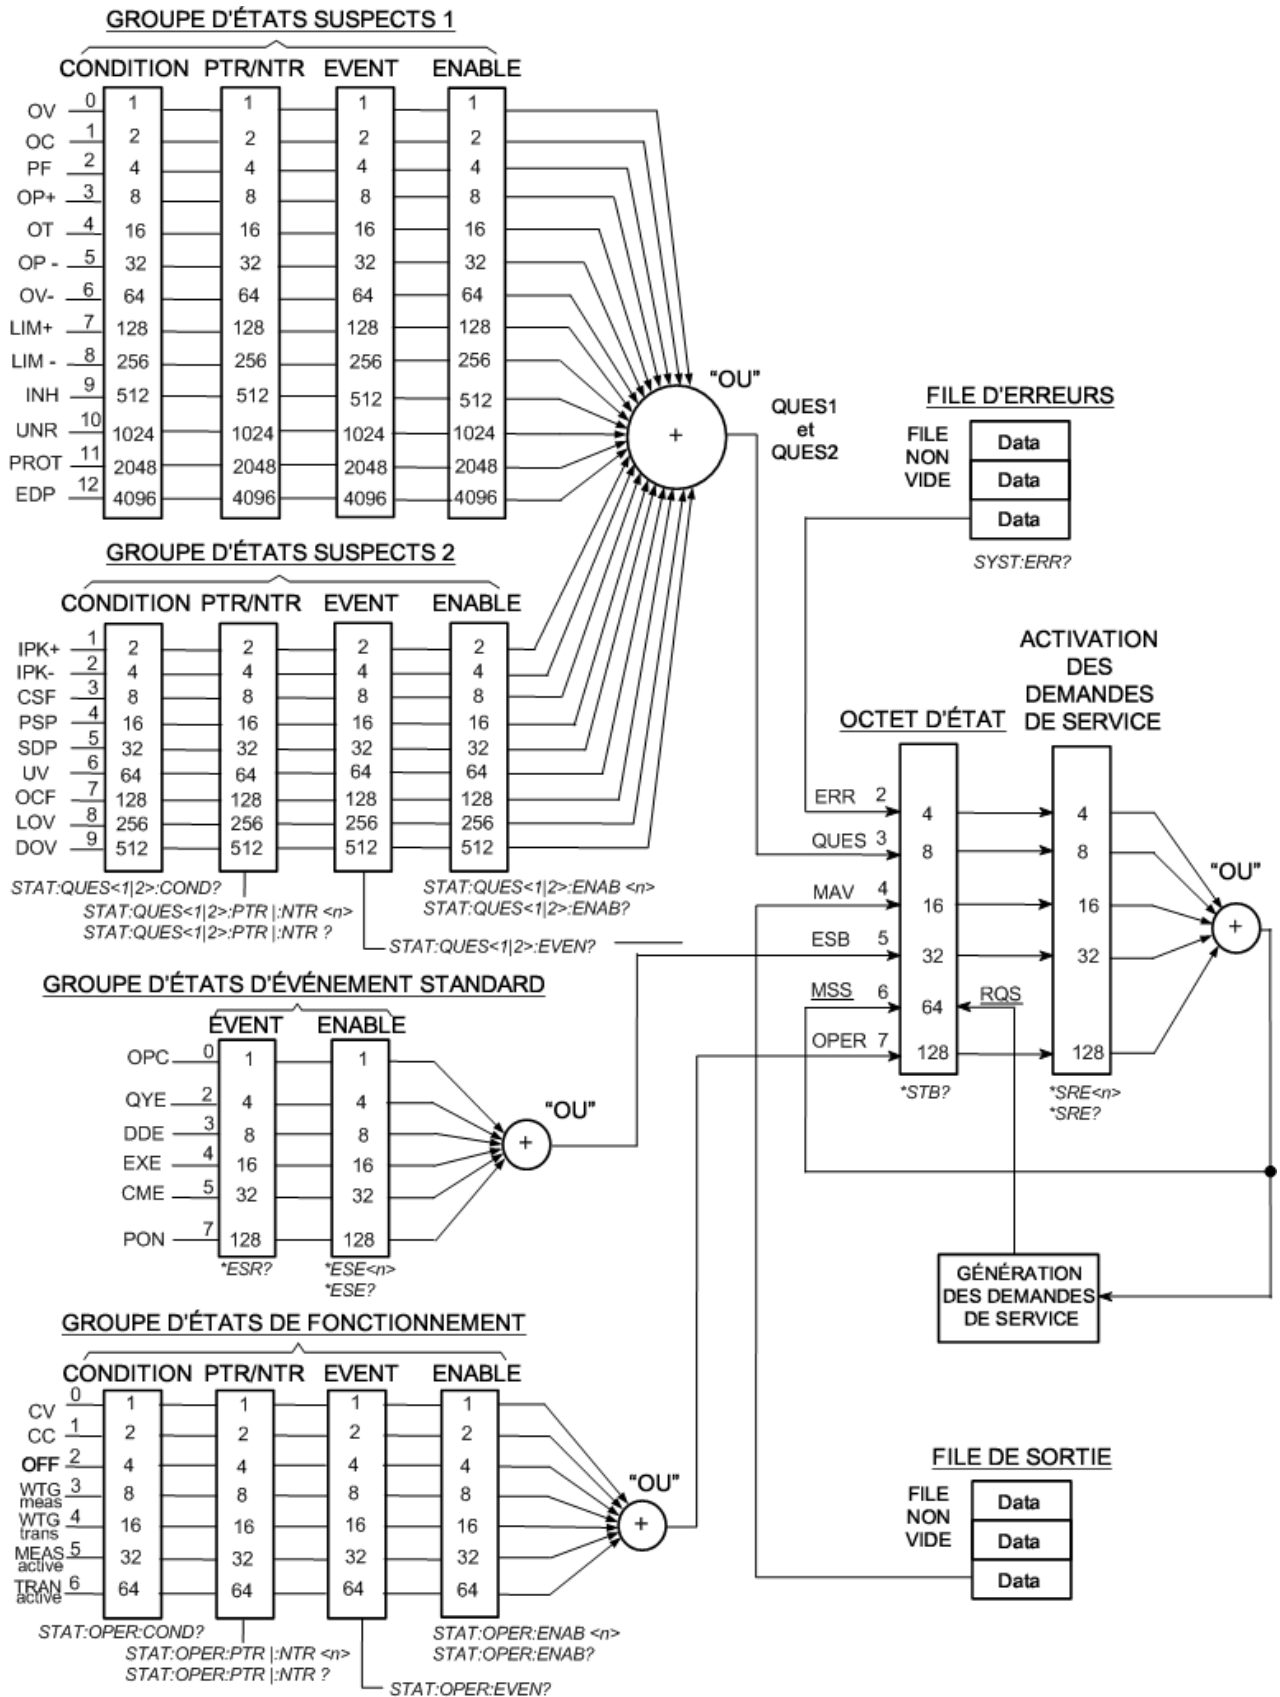 GROUPE D'ÉTATS SUSPECTS 1
CONDITION PTR/NTR EVENT ENABLE
OV 0 1 1 1 1
OC 1 2 2 2 2
PF 2 4 4 4 4
OP+ 3 8 8 8 8
OT 4 16 16 16 16
OP - 5 32 32 32 32
OV- 6 64 64 64 64
LIM+ 7 128 128 128 128
LIM - 8 256 256 256 256
INH 9 512 512 512 512
UNR 10 1024 1024 1024 1024
PROT 11 2048 2048 2048 2048
EDP 12 4096 4096 4096 4096
"OU"
+
QUES1
et
QUES2
FILE D'ERREURS
FILE
NON
VIDE
Data
Data
Data
SYST:ERR?
GROUPE D'ÉTATS SUSPECTS 2
CONDITION PTR/NTR EVENT ENABLE
IPK+ 1 2 2 2 2
IPK- 2 4 4 4 4
CSF 3 8 8 8 8
PSP 4 16 16 16 16
SDP 5 32 32 32 32
UV 6 64 64 64 64
OCF 7 128 128 128 128
LOV 8 256 256 256 256
DOV 9 512 512 512 512
STAT:QUES<1|2>:COND?
STAT:QUES<1|2>:PTR |:NTR <n>
STAT:QUES<1|2>:PTR |:NTR ?
STAT:QUES<1|2>:EVEN?
STAT:QUES<1|2>:ENAB <n>
STAT:QUES<1|2>:ENAB?
OCTET D'ÉTAT
ACTIVATION
DES
DEMANDES
DE SERVICE
ERR 2 4 4
QUES 3 8 8
MAV 4 16 16
ESB 5 32 32
MSS 6 64 RQS
OPER 7 128 128
"OU"
+
*STB?
*SRE<n>
*SRE?
GROUPE D'ÉTATS D'ÉVÉNEMENT STANDARD
EVENT ENABLE
OPC 0 1 1
QYE 2 4 4
DDE 3 8 8
EXE 4 16 16
CME 5 32 32
PON 7 128 128
"OU"
+
*ESR?
*ESE<n>
*ESE?
GÉNÉRATION
DES DEMANDES
DE SERVICE
GROUPE D'ÉTATS DE FONCTIONNEMENT
CONDITION PTR/NTR EVENT ENABLE
CV 0 1 1 1 1
CC 1 2 2 2 2
OFF 2 4 4 4 4
WTG meas 3 8 8 8 8
WTG trans 4 16 16 16 16
MEAS active 5 32 32 32 32
TRAN active 6 64 64 64 64
"OU"
+
STAT:OPER:COND?
STAT:OPER:PTR |:NTR <n>
STAT:OPER:PTR |:NTR ?
STAT:OPER:EVEN?
STAT:OPER:ENAB <n>
STAT:OPER:ENAB?
FILE DE SORTIE
FILE
NON
VIDE
Data
Data
Data